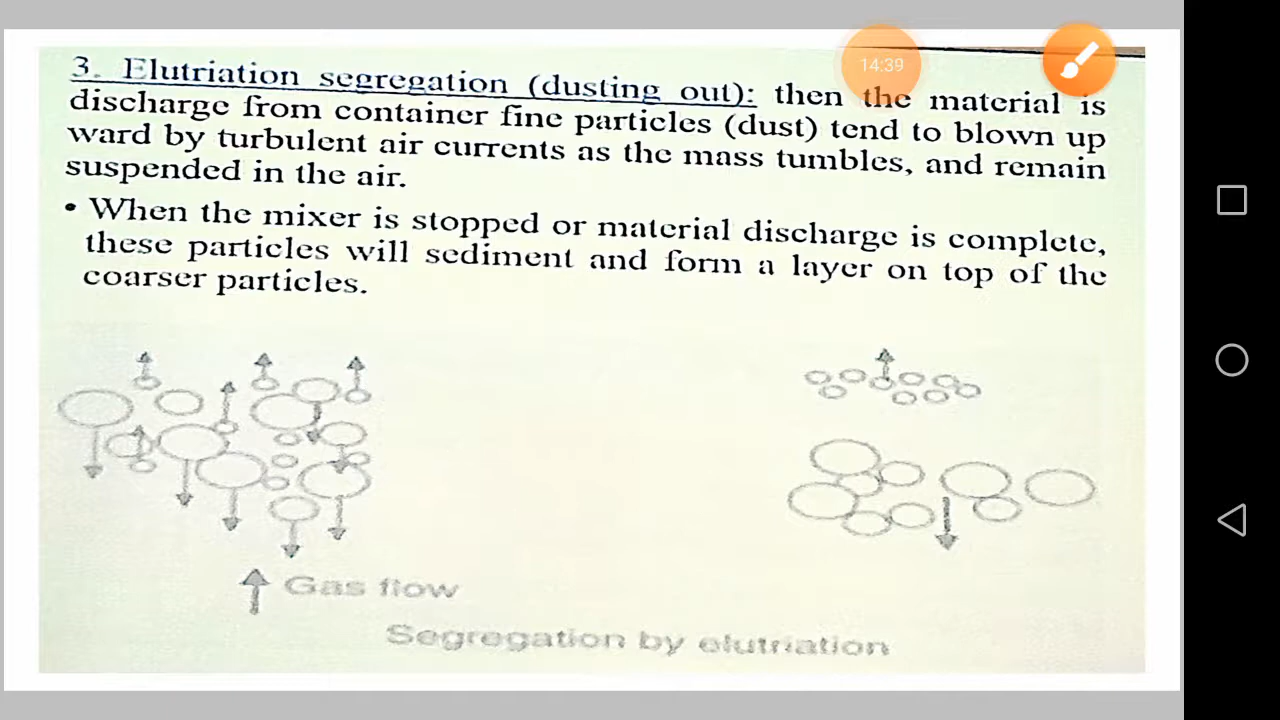 14:39
3. Elutriation segregation (dusting out): then the material is
discharge from container fine particles (dust) tend to blown up
ward by turbulent air currents as the mass tumbles, and remain
suspended in the air.
• When the mixer is stopped or material discharge is complete,
these particles will sediment and form a layer on top of the
coarser particles.
Gas flow
Segregation by elutriation